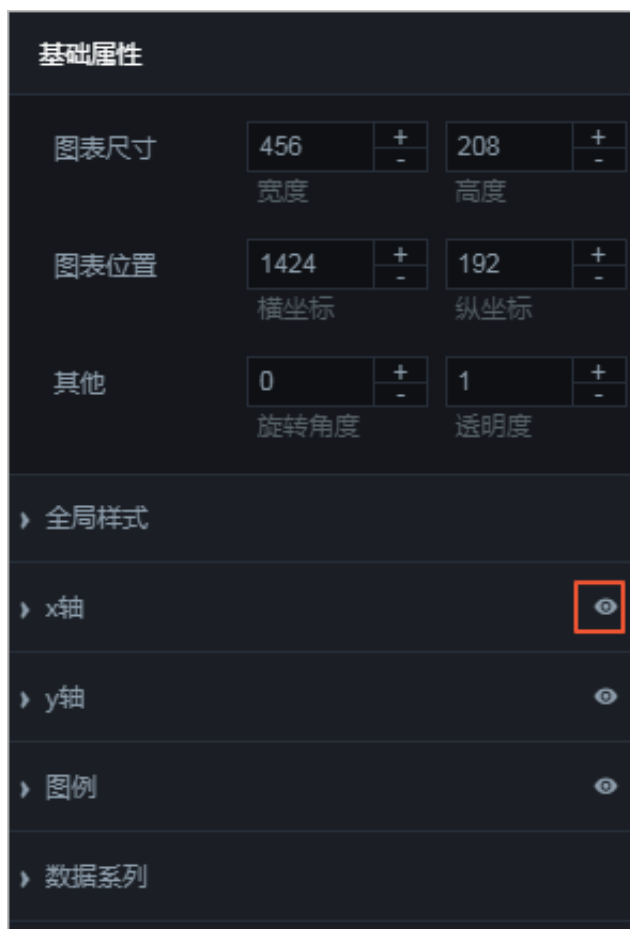 基础属性
图表尺寸 456 + - 208 + -
宽度 高度
图表位置 1424 + - 192 + -
横坐标 纵坐标
其他 0 + - 1 + -
旋转角度 透明度
全局样式
x轴
y轴
图例
数据系列